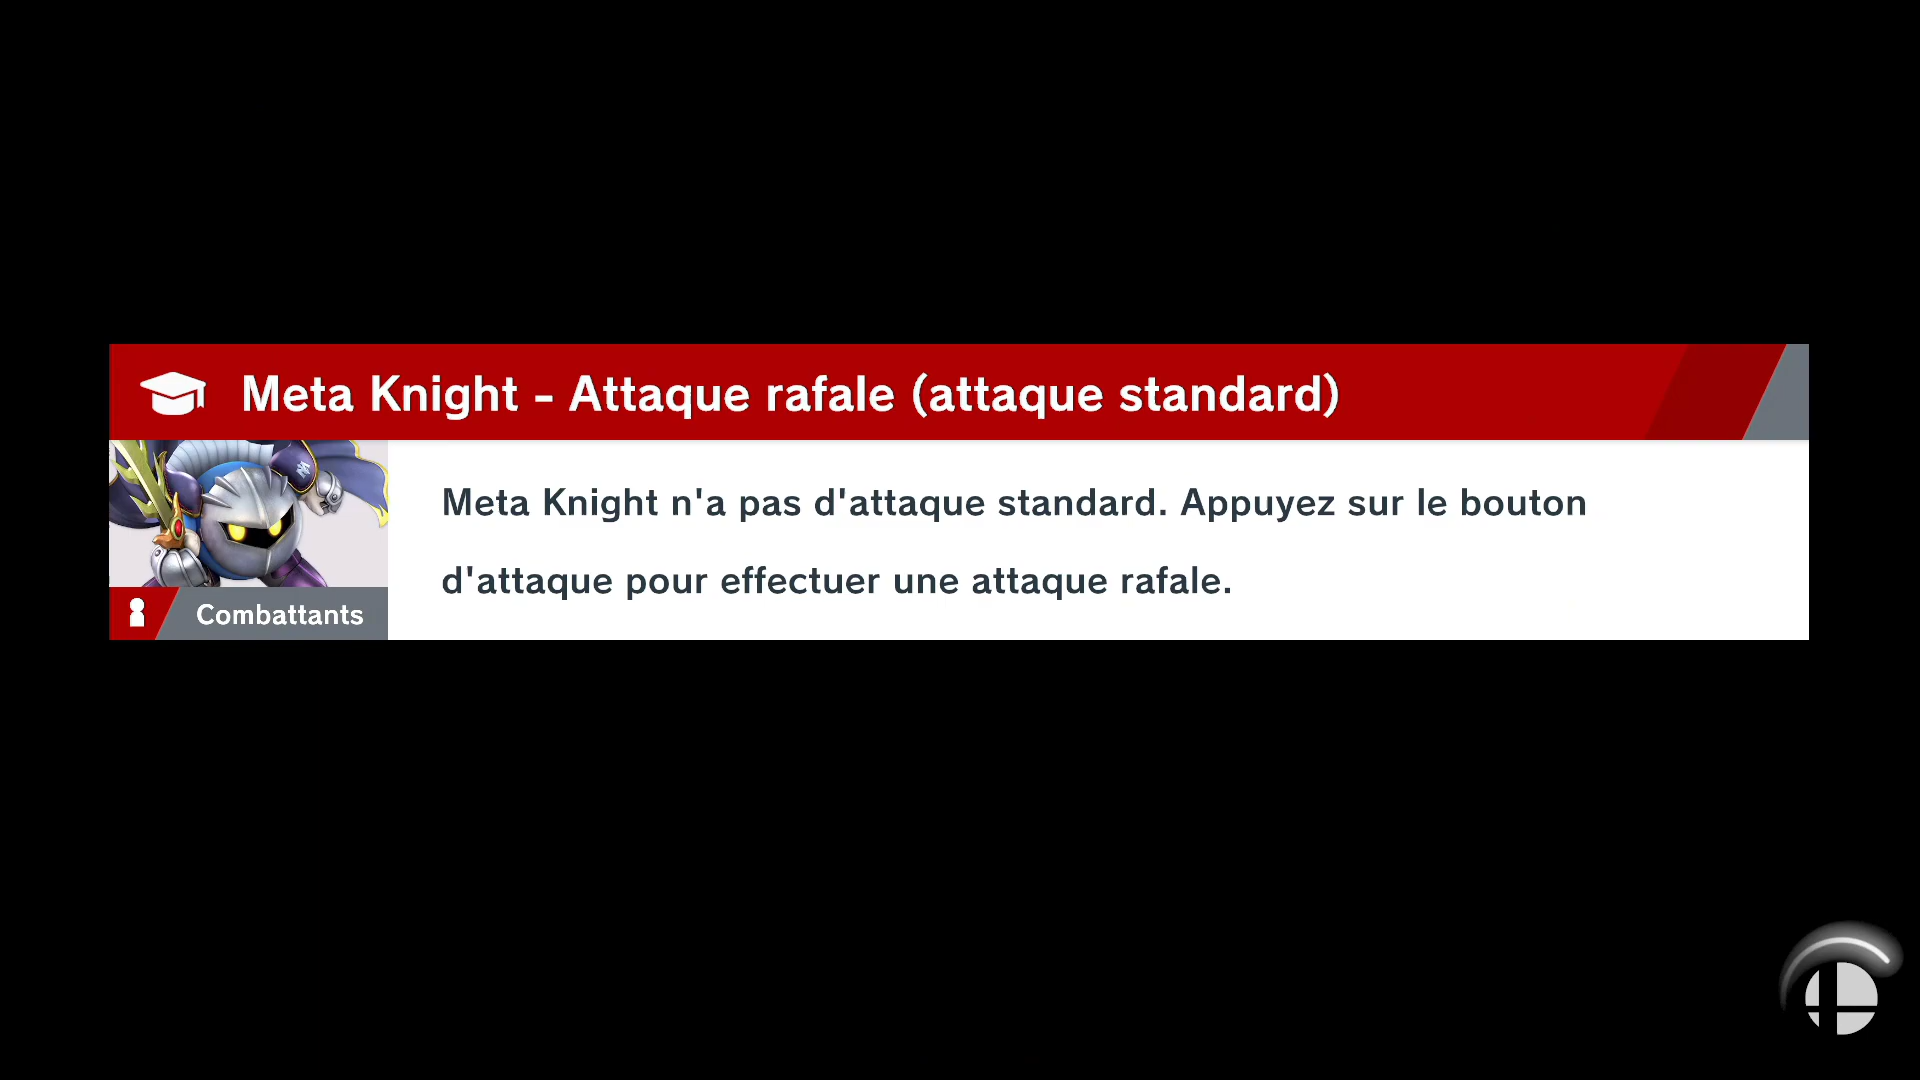 Meta Knight - Attaque rafale (attaque standard)
Meta Knight n'a pas d'attaque standard. Appuyez sur le bouton
d'attaque pour effectuer une attaque rafale.
Combattants